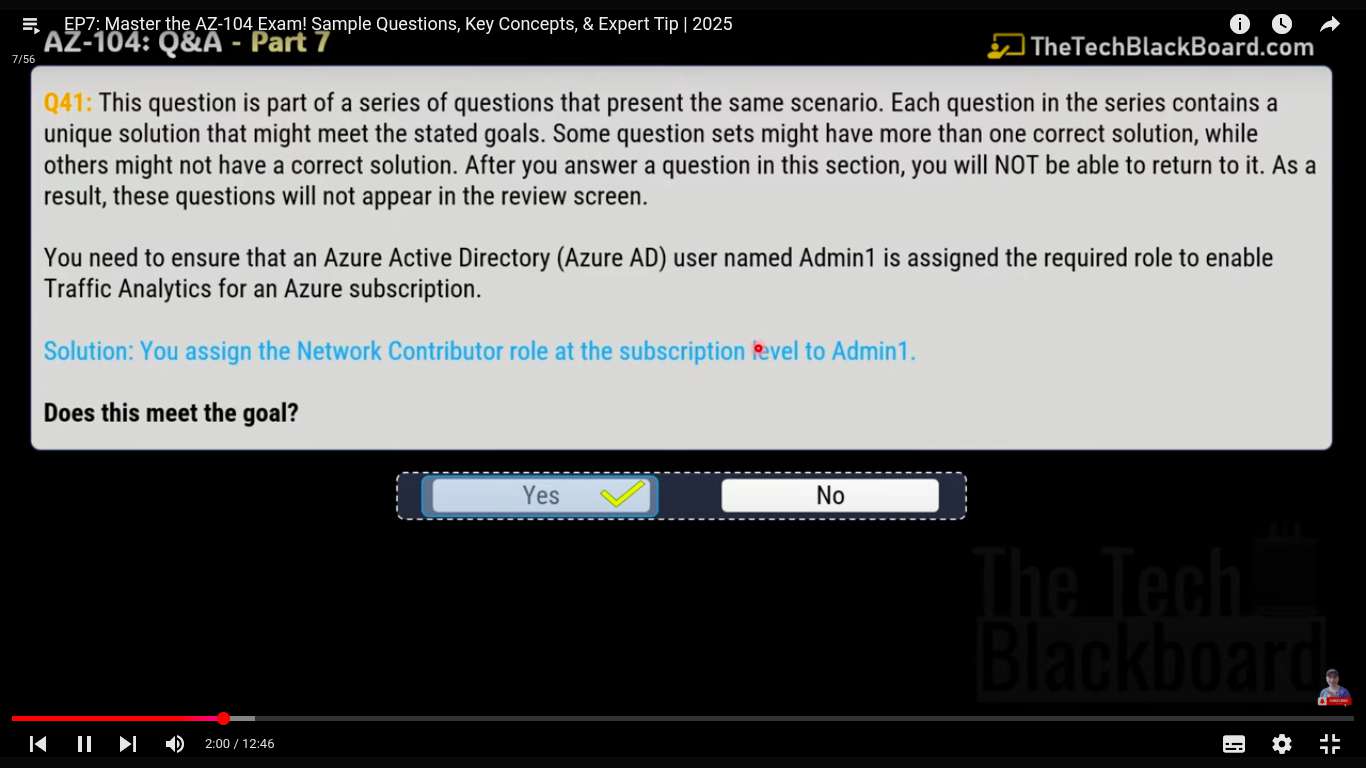 EP7: Master the AZ-104 Exam! Sample Questions, Key Concepts, & Expert Tip | 2025
7/56
AZ-104: Q&A - Part 7
TheTechBlackBoard.com
Q41: This question is part of a series of questions that present the same scenario. Each question in the series contains a
unique solution that might meet the stated goals. Some question sets might have more than one correct solution, while
others might not have a correct solution. After you answer a question in this section, you will NOT be able to return to it. As a
result, these questions will not appear in the review screen.
You need to ensure that an Azure Active Directory (Azure AD) user named Admin1 is assigned the required role to enable
Traffic Analytics for an Azure subscription.
Solution: You assign the Network Contributor role at the subscription level to Admin1.
Does this meet the goal?
Yes
No
The Tech
Blackboard
2:00 / 12:46